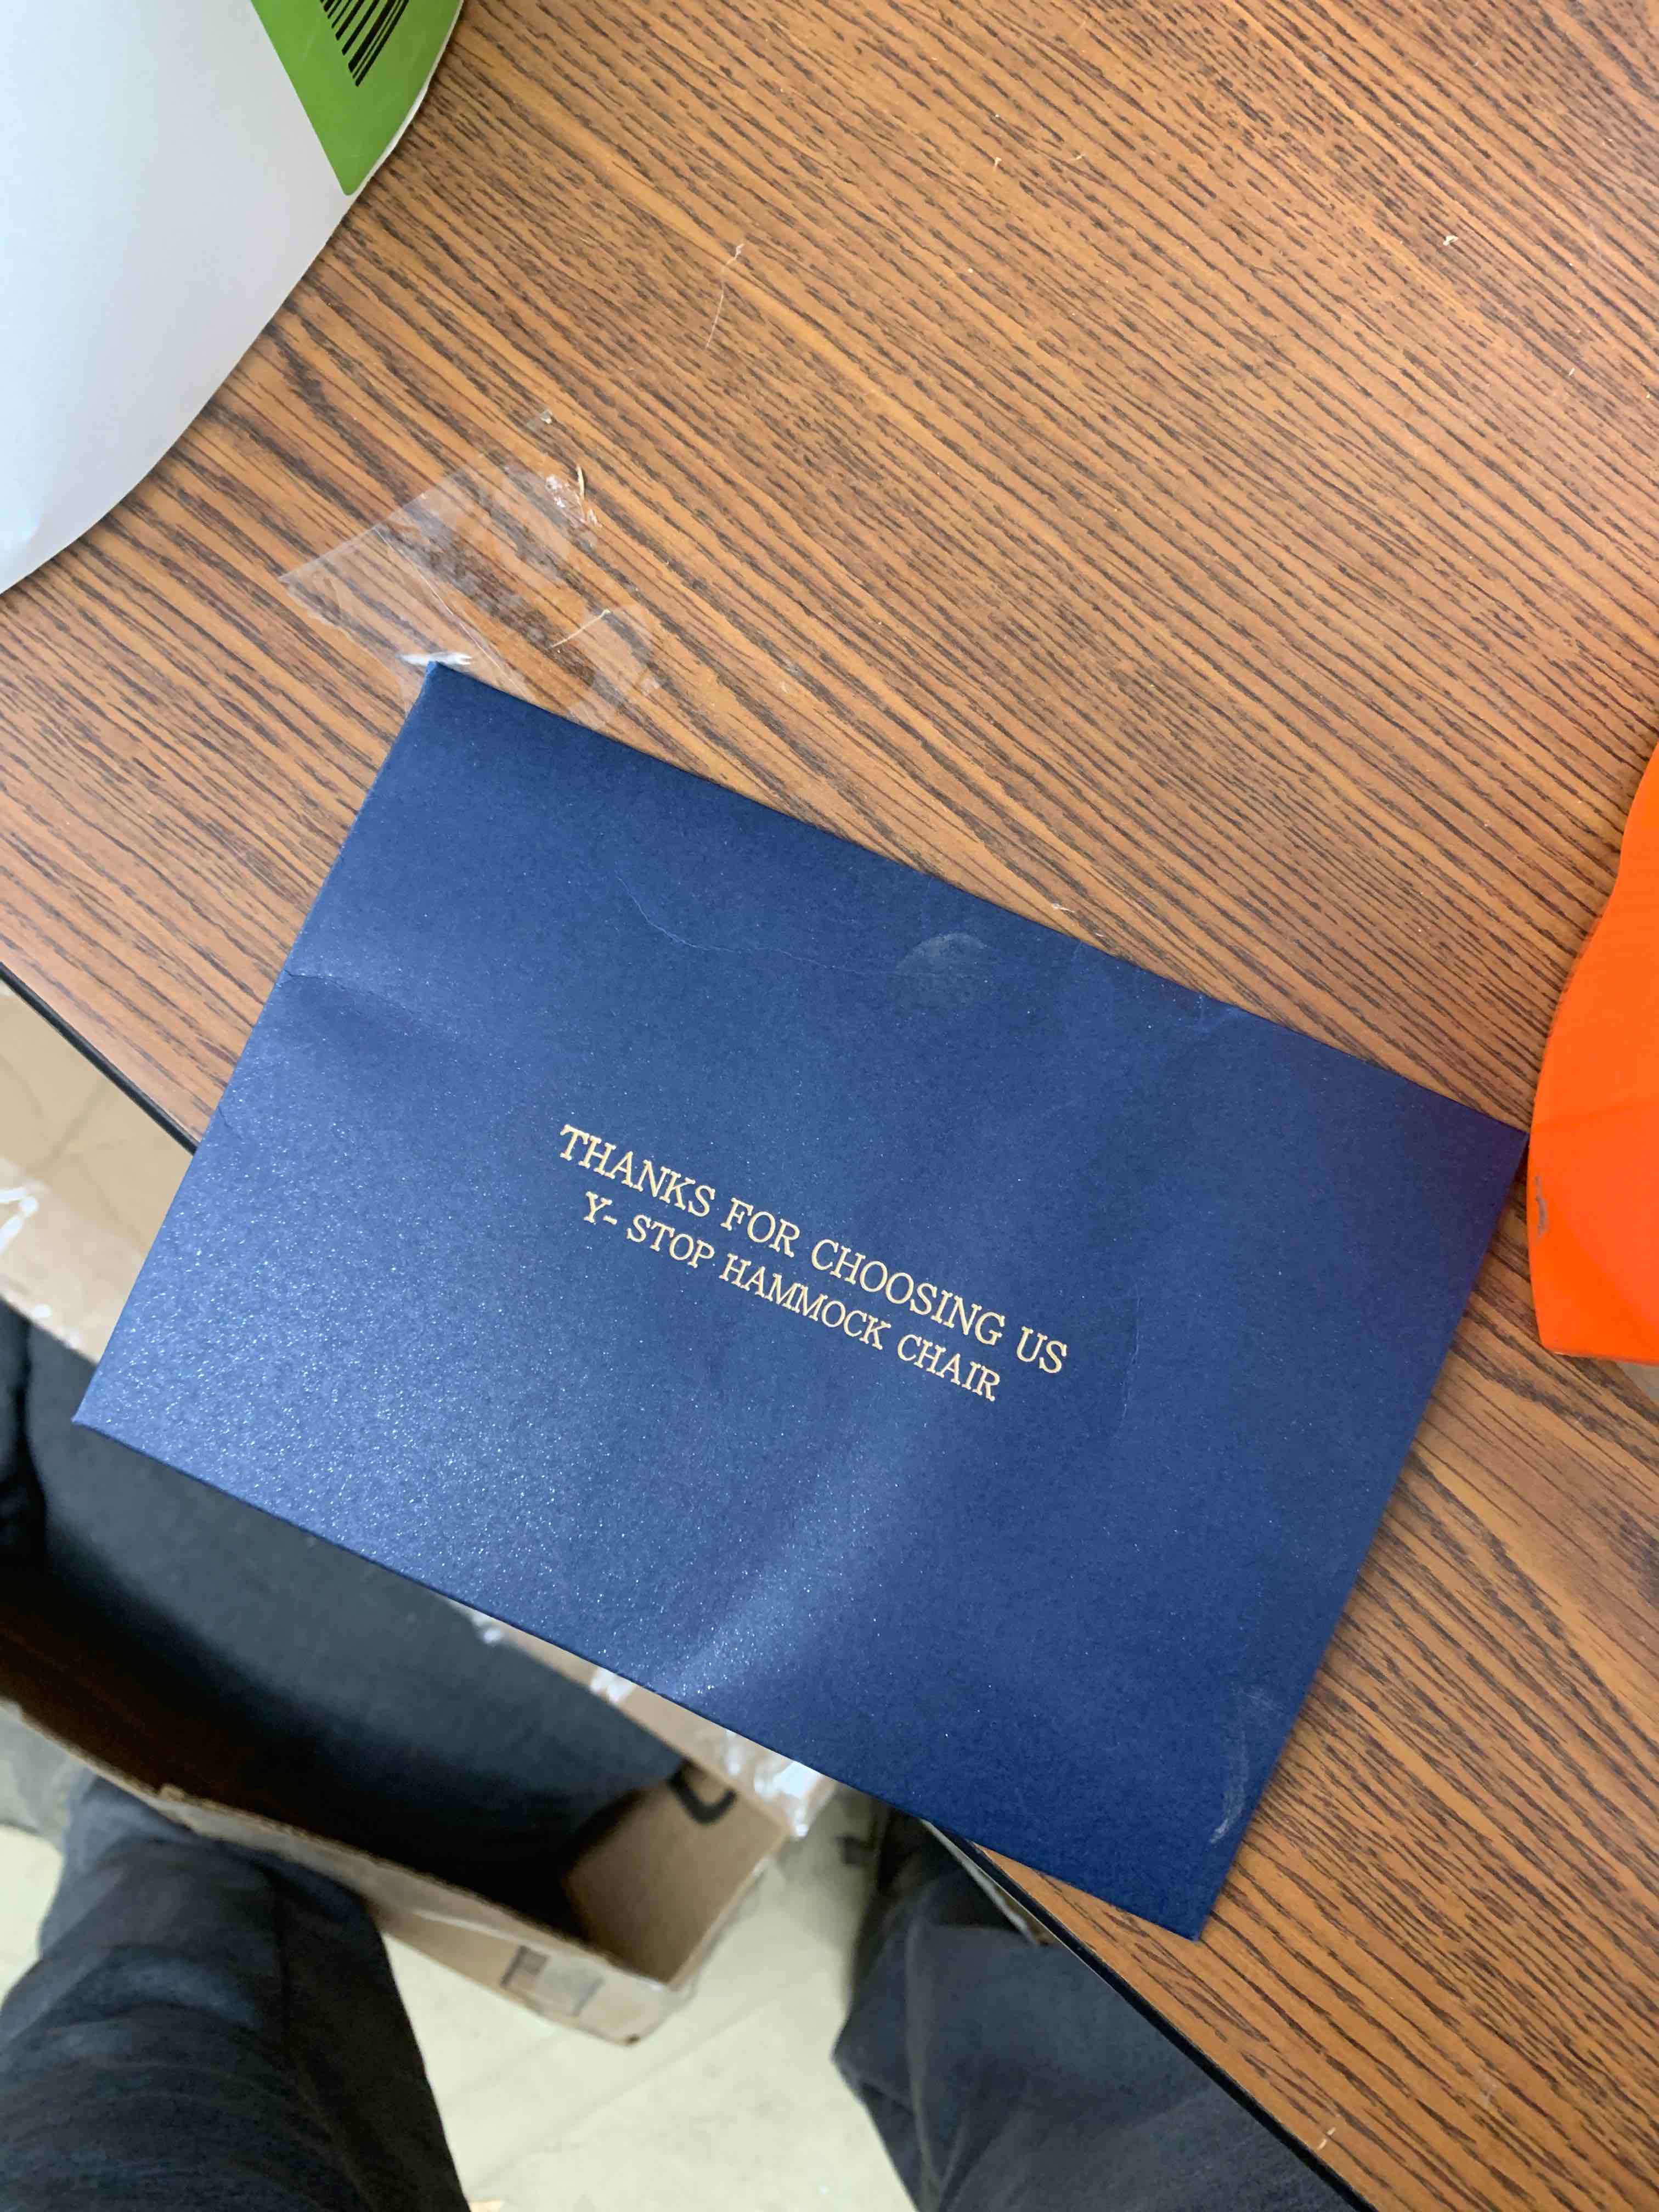 THANKS FOR CHOOSING US
Y- STOP HAMMOCK CHAIR